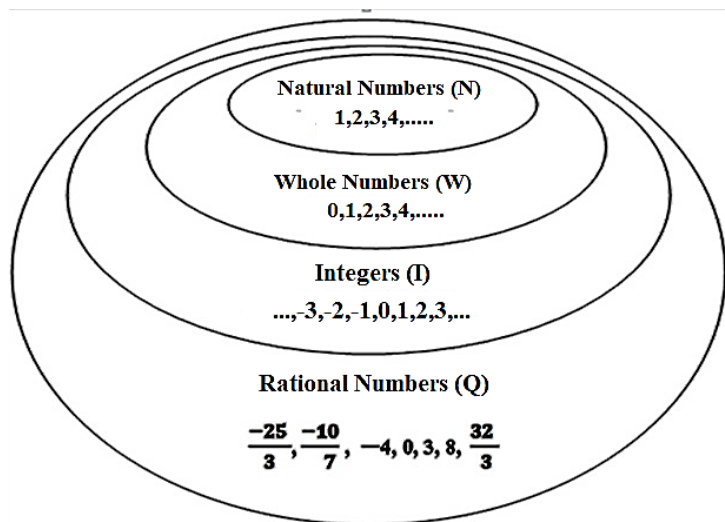 Natural Numbers (N)
1,2,3,4,.....
Whole Numbers (W)
0,1,2,3,4,.....
Integers (I)
...,-3,-2,-1,0,1,2,3,...
Rational Numbers (Q)
−25/3, −10/7, −4, 0, 3, 8, 32/3